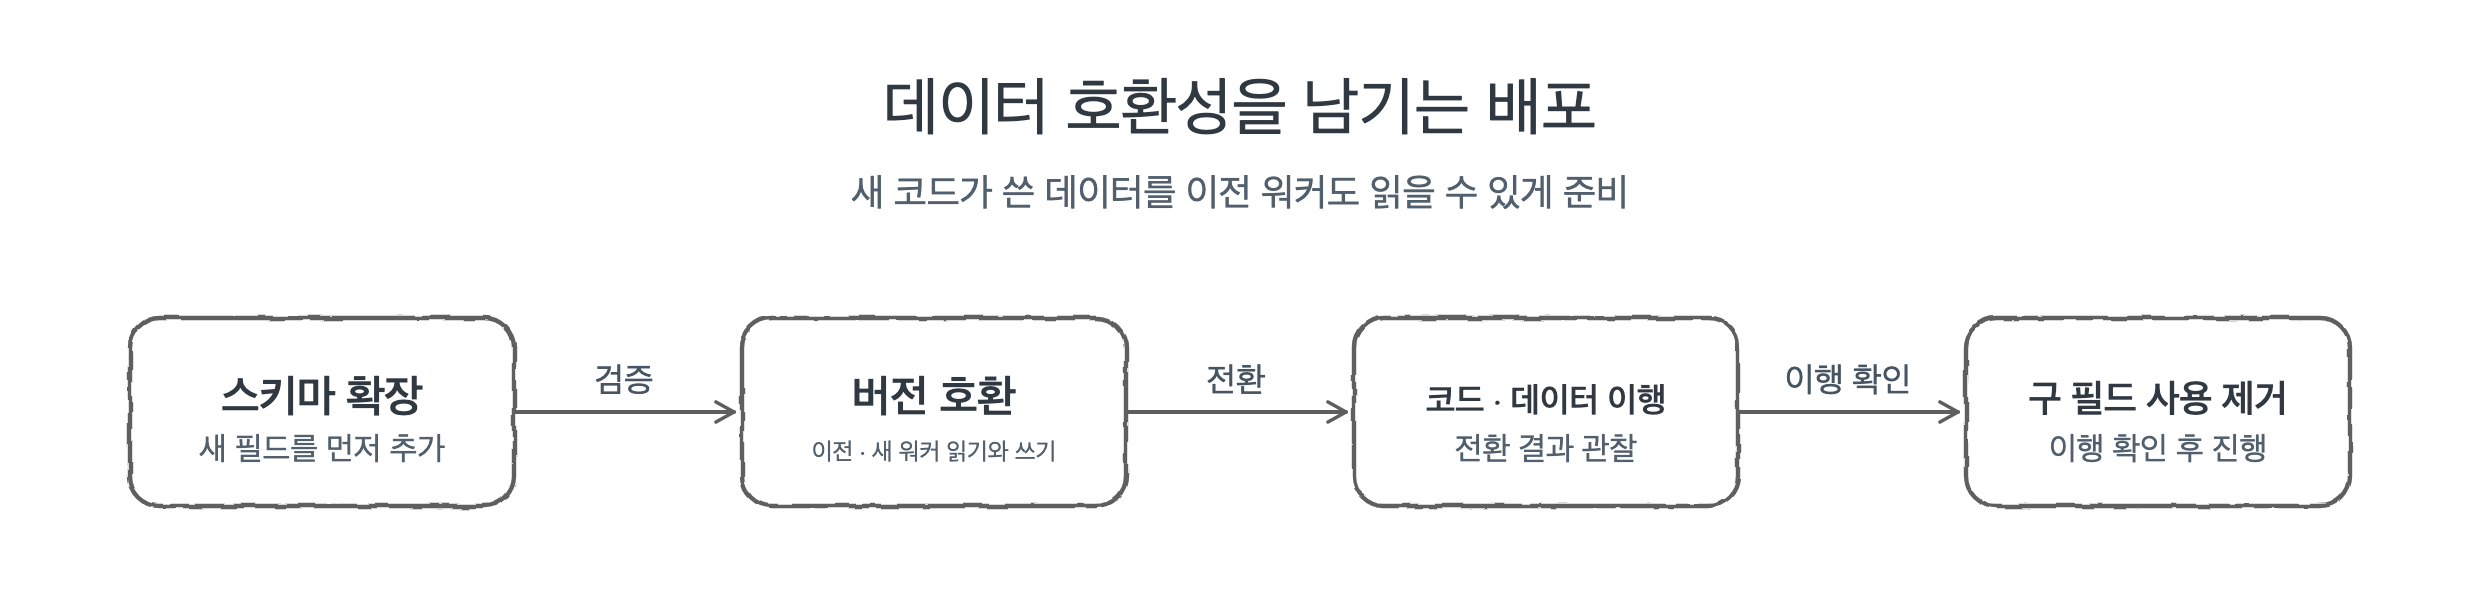 데이터 호환성을 남기는 배포
새 코드가 쓴 데이터를 이전 워커도 읽을 수 있게 준비
스키마 확장
새 필드를 먼저 추가
검증
버전 호환
이전 · 새 워커 읽기와 쓰기
전환
코드 · 데이터 이행
전환 결과 관찰
이행 확인
구 필드 사용 제거
이행 확인 후 진행